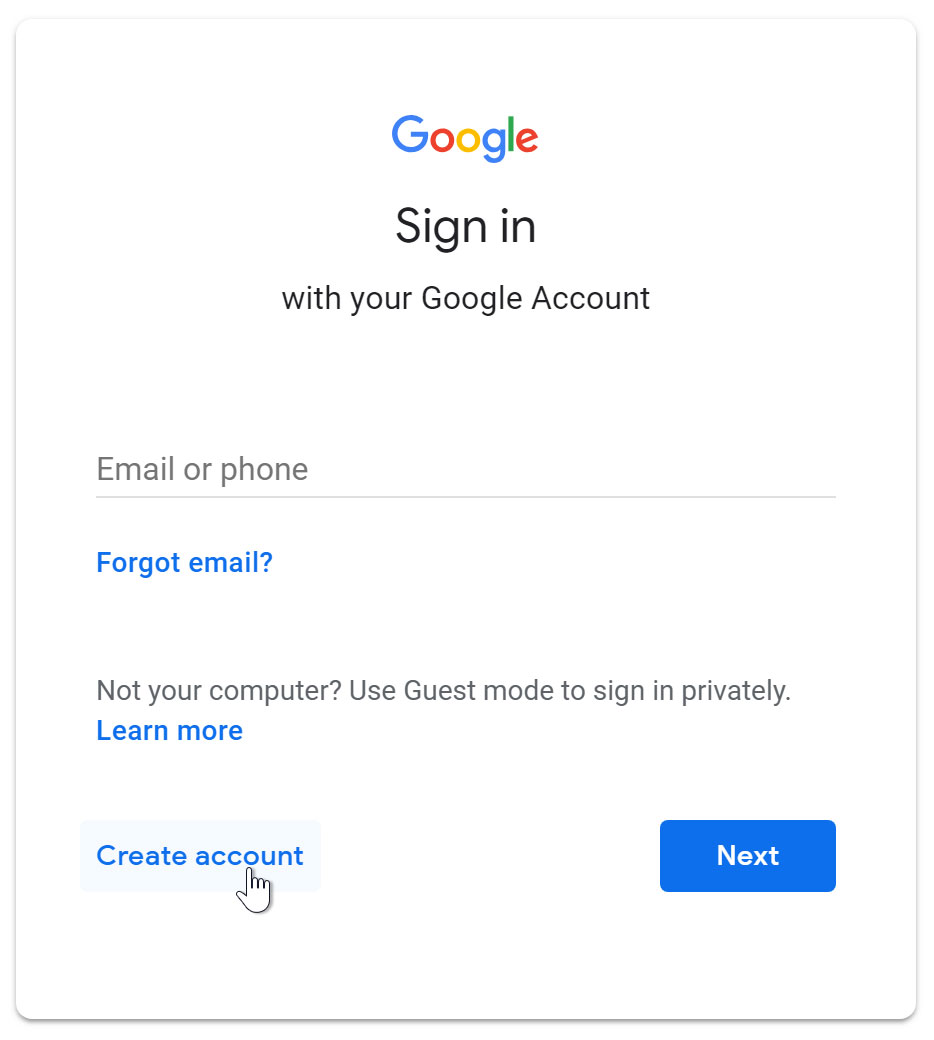 Google
Sign in
with your Google Account
Email or phone
Forgot email?
Not your computer? Use Guest mode to sign in privately.
Learn more
Create account
Next